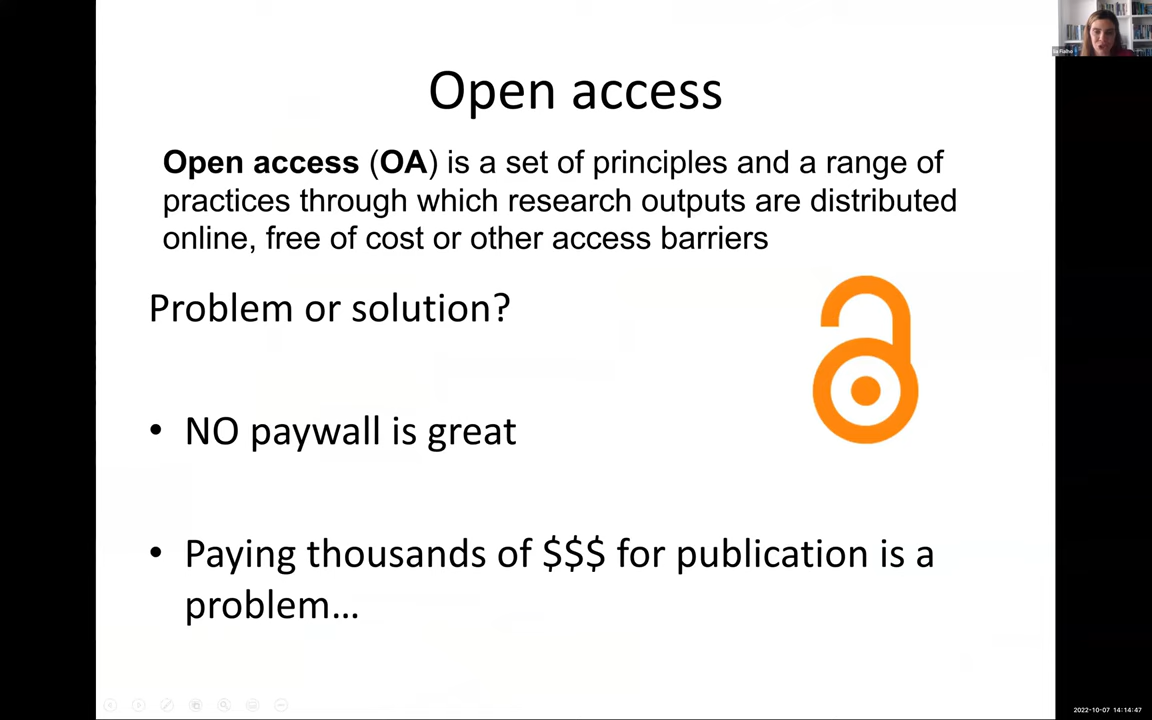 Open access
Open access (OA) is a set of principles and a range of
practices through which research outputs are distributed
online, free of cost or other access barriers
Problem or solution?
• NO paywall is great
• Paying thousands of $$$ for publication is a
problem…
2022-10-07 14:14:47